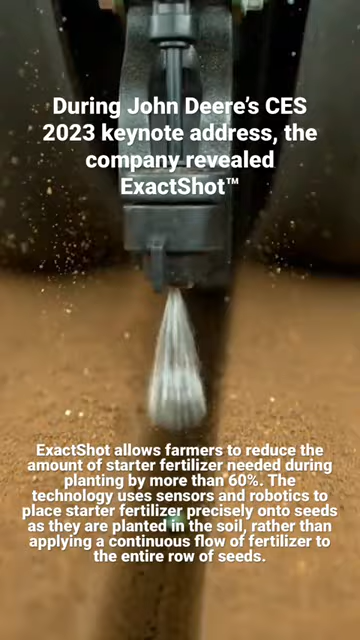 During John Deere’s CES
2023 keynote address, the
company revealed
ExactShot™
ExactShot allows farmers to reduce the
amount of starter fertilizer needed during
planting by more than 60%. The
technology uses sensors and robotics to
place starter fertilizer precisely onto seeds
as they are planted in the soil, rather than
applying a continuous flow of fertilizer to
the entire row of seeds.